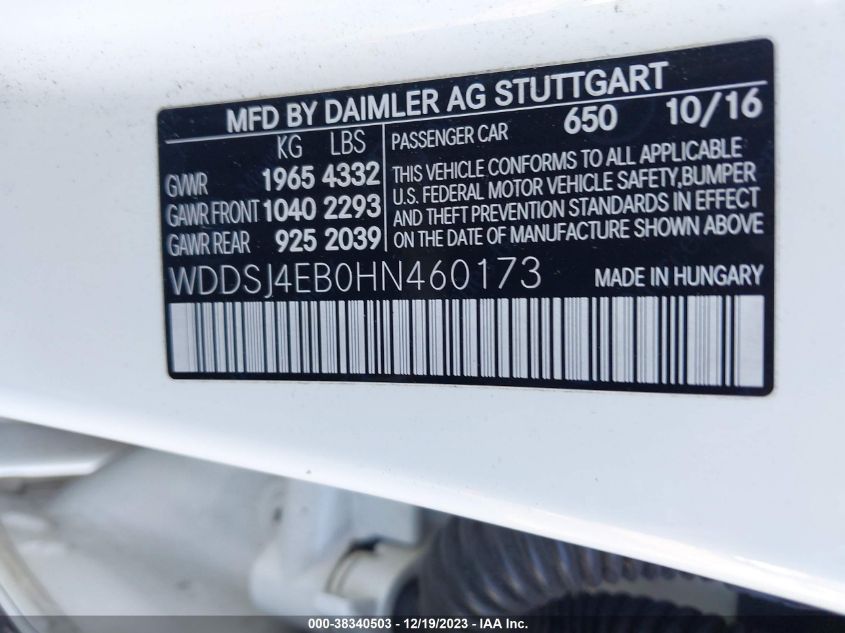 MFD BY DAIMLER AG STUTTGART
KG LBS
GVWR 1965 4332
GAWR FRONT 1040 2293
GAWR REAR 925 2039
PASSENGER CAR 650 10/16
THIS VEHICLE CONFORMS TO ALL APPLICABLE
U.S. FEDERAL MOTOR VEHICLE SAFETY,BUMPER
AND THEFT PREVENTION STANDARDS IN EFFECT
ON THE DATE OF MANUFACTURE SHOWN ABOVE
WDDSJ4EB0HN460173 MADE IN HUNGARY
000-38340503 — 12/19/2023 — IAA, Inc.